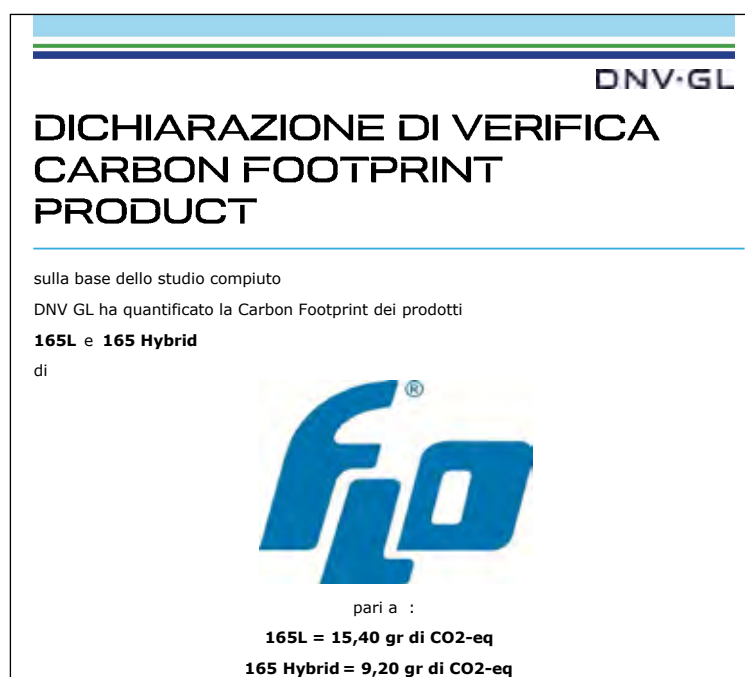 DNV·GL
DICHIARAZIONE DI VERIFICA
CARBON FOOTPRINT
PRODUCT
sulla base dello studio compiuto
DNV GL ha quantificato la Carbon Footprint dei prodotti
165L e 165 Hybrid
di
FLO®
pari a :
165L = 15,40 gr di CO2-eq
165 Hybrid = 9,20 gr di CO2-eq